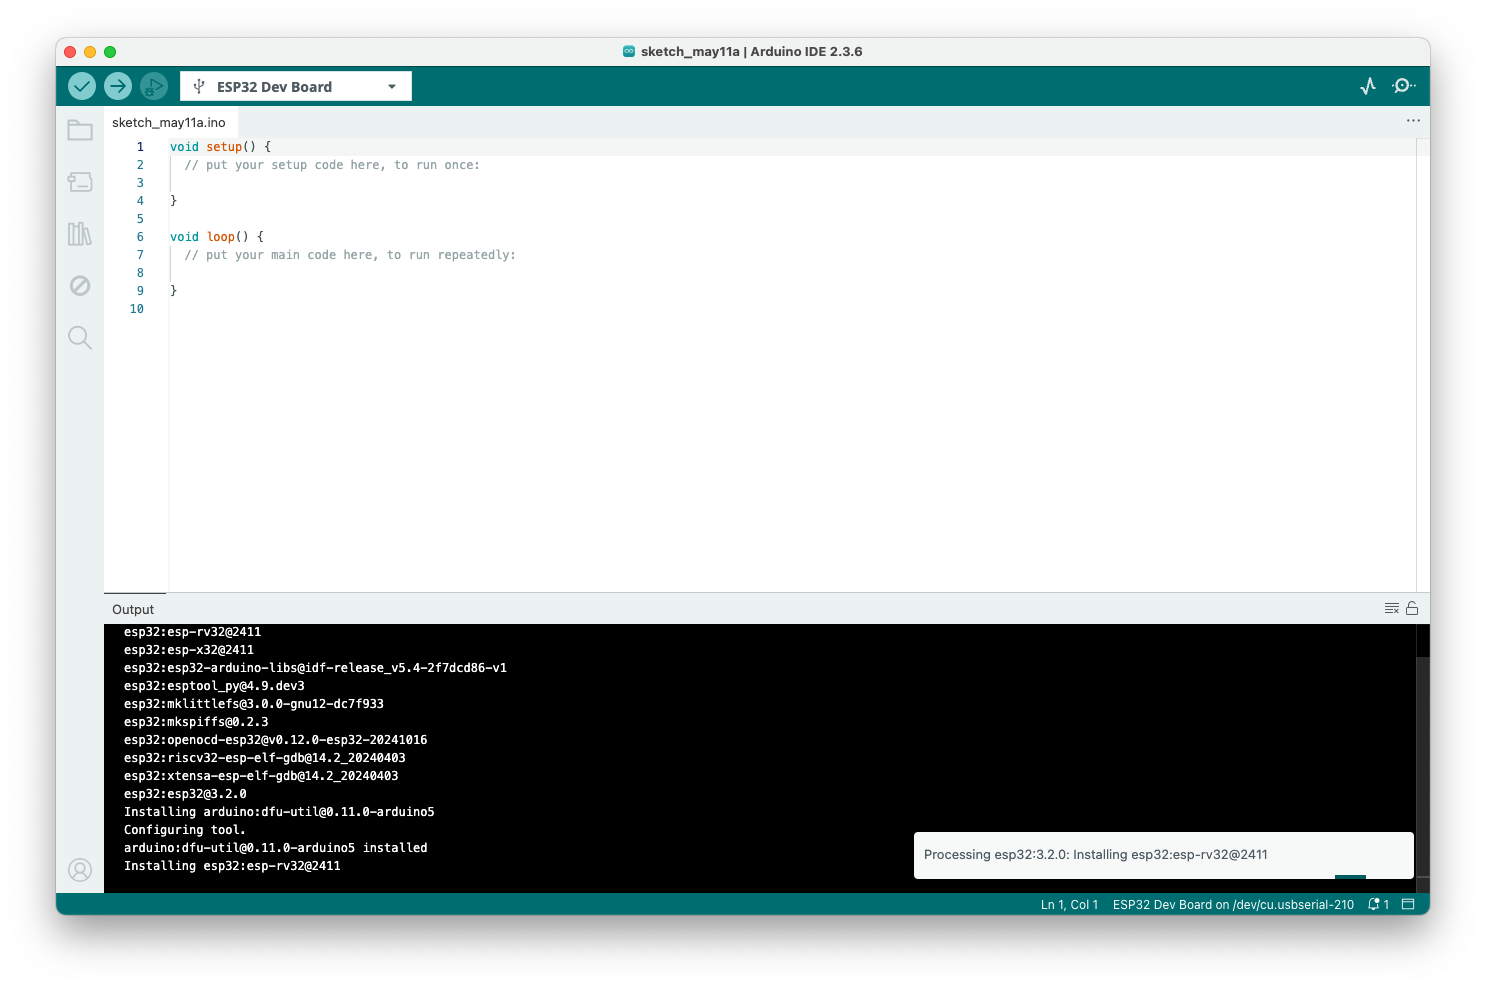 sketch_may11a | Arduino IDE 2.3.6
ESP32 Dev Board
sketch_may11a.ino
1 void setup() {
2 // put your setup code here, to run once:
3
4 }
5
6 void loop() {
7 // put your main code here, to run repeatedly:
8
9 }
10
Output
esp32:esp-rv32@2411
esp32:esp-x32@2411
esp32:esp32-arduino-libs@idf-release_v5.4-2f7dcd86-v1
esp32:esptool_py@4.9.dev3
esp32:mklittlefs@3.0.0-gnu12-dc7f933
esp32:mkspiffs@0.2.3
esp32:openocd-esp32@v0.12.0-esp32-20241016
esp32:riscv32-esp-elf-gdb@14.2_20240403
esp32:xtensa-esp-elf-gdb@14.2_20240403
esp32:esp32@3.2.0
Installing arduino:dfu-util@0.11.0-arduino5
Configuring tool.
arduino:dfu-util@0.11.0-arduino5 installed
Installing esp32:esp-rv32@2411
Processing esp32:3.2.0: Installing esp32:esp-rv32@2411
Ln 1, Col 1 ESP32 Dev Board on /dev/cu.usbserial-210 1